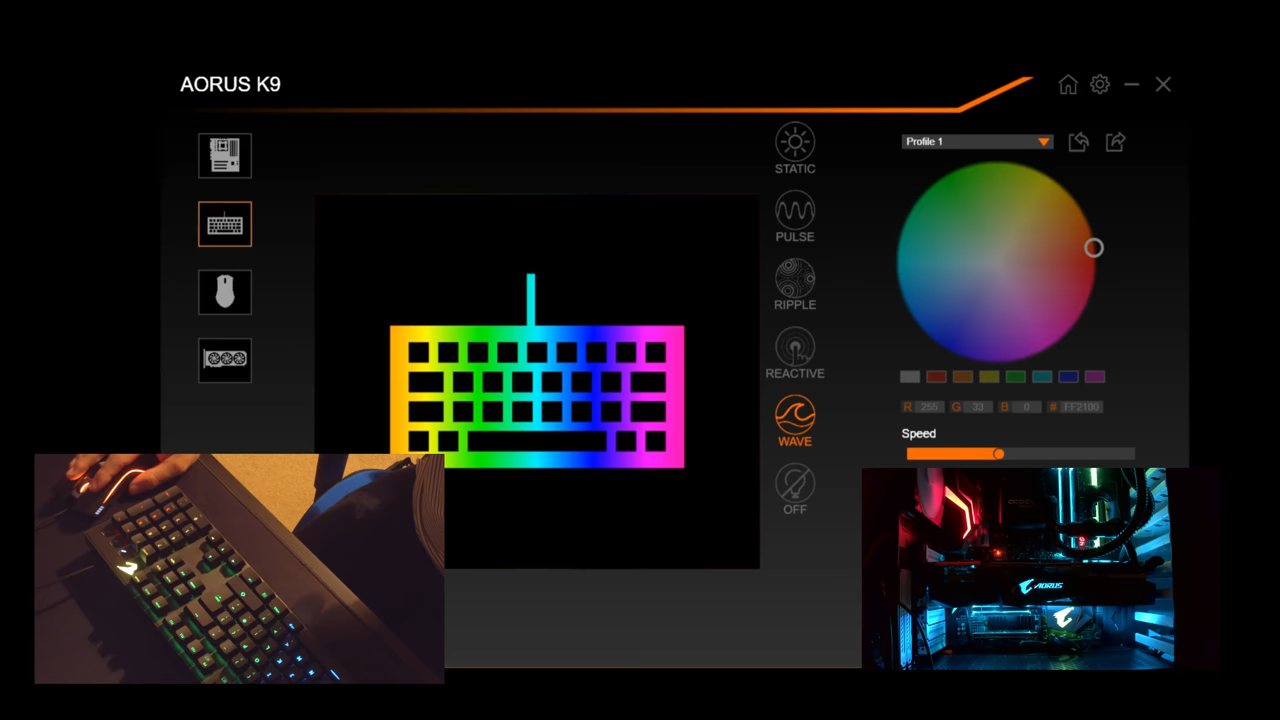 AORUS K9
Profile 1
STATIC
PULSE
RIPPLE
REACTIVE
WAVE
OFF
R 255 G 33 B 0 # FF2100
Speed
AORUS